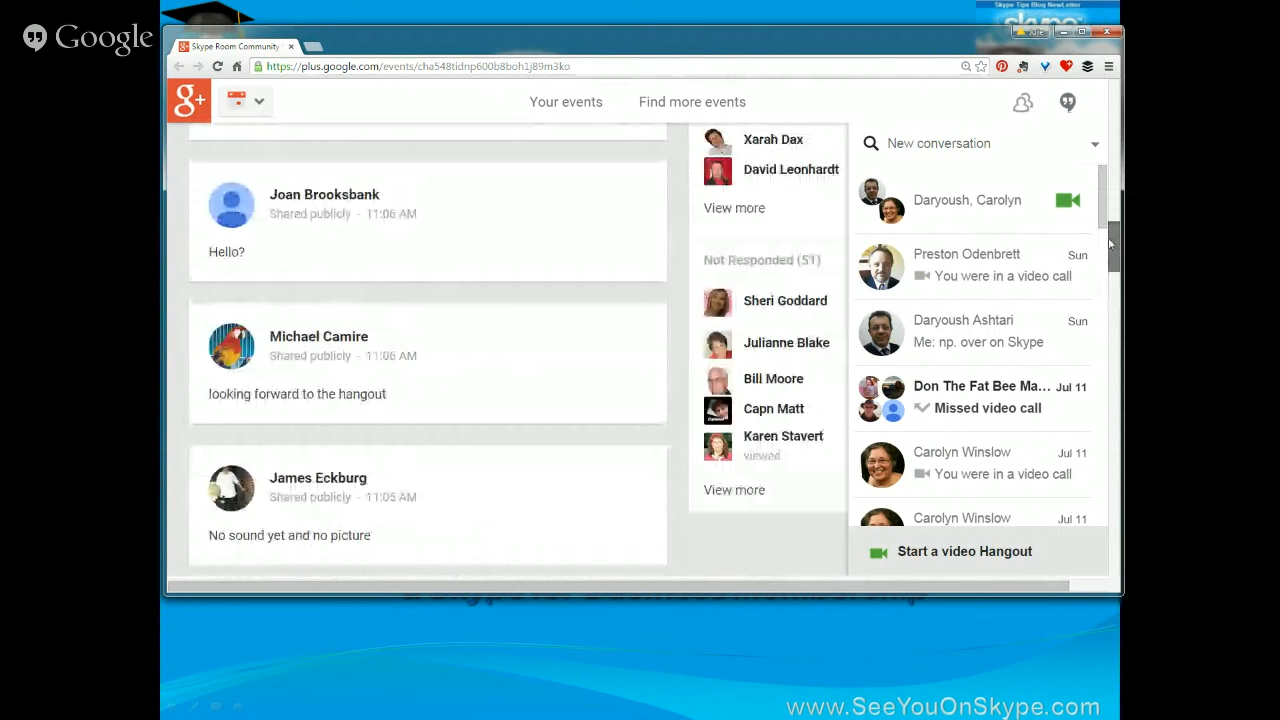 Google
Skype Tips Blog NewLetter
skype
Skype Room Community
Julie
https://plus.google.com/events/cha548tidnp600b8boh1j89m3ko
g+
Your events
Find more events
Joan Brooksbank
Shared publicly - 11:06 AM
Hello?
Michael Camire
Shared publicly - 11:06 AM
looking forward to the hangout
James Eckburg
Shared publicly - 11:05 AM
No sound yet and no picture
Xarah Dax
David Leonhardt
View more
Not Responded (51)
Sheri Goddard
Julianne Blake
Bill Moore
Capn Matt
Karen Stavert
viewed
View more
New conversation
Daryoush, Carolyn
Preston Odenbrett
Sun
You were in a video call
Daryoush Ashtari
Sun
Me: np. over on Skype
Don The Fat Bee Ma...
Jul 11
Missed video call
Carolyn Winslow
Jul 11
You were in a video call
Carolyn Winslow
Jul 11
Start a video Hangout
www.SeeYouOnSkype.com